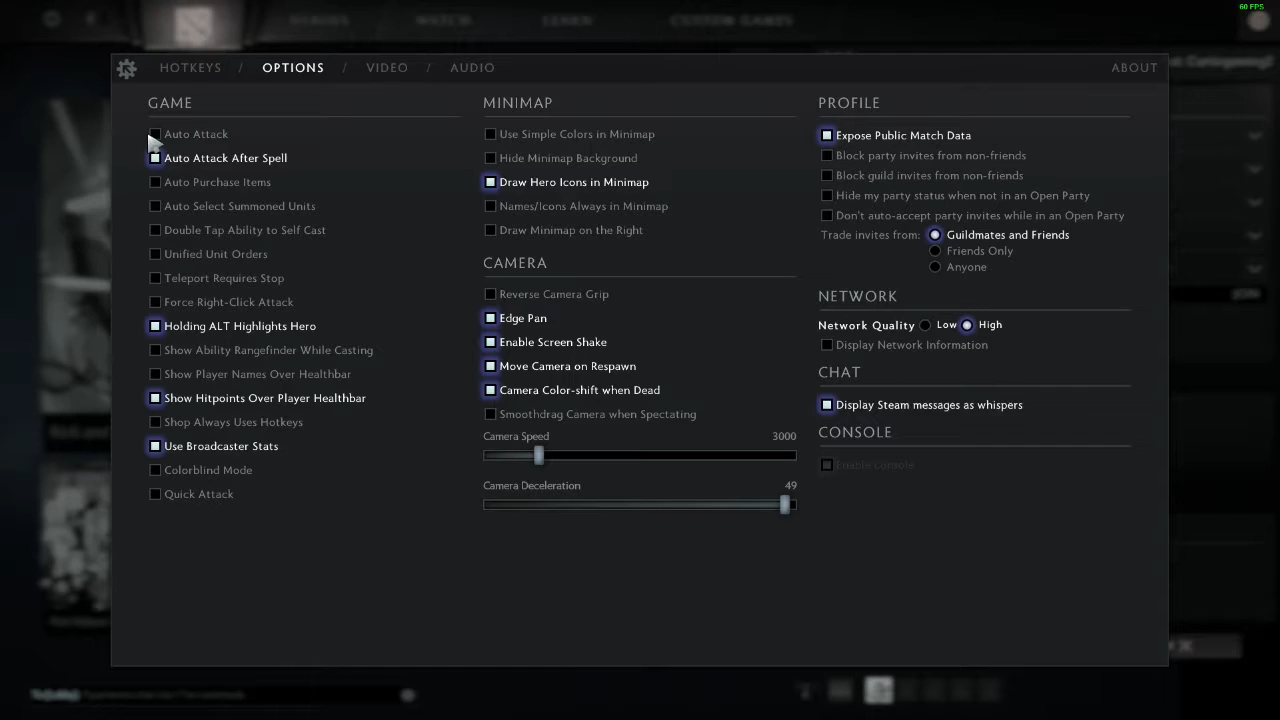 60 FPS
HEROES WATCH LEARN CUSTOM GAMES
HOTKEYS / OPTIONS / VIDEO / AUDIO
ABOUT
GAME
Auto Attack
Auto Attack After Spell
Auto Purchase Items
Auto Select Summoned Units
Double Tap Ability to Self Cast
Unified Unit Orders
Teleport Requires Stop
Force Right-Click Attack
Holding ALT Highlights Hero
Show Ability Rangefinder While Casting
Show Player Names Over Healthbar
Show Hitpoints Over Player Healthbar
Shop Always Uses Hotkeys
Use Broadcaster Stats
Colorblind Mode
Quick Attack
MINIMAP
Use Simple Colors in Minimap
Hide Minimap Background
Draw Hero Icons in Minimap
Names/Icons Always in Minimap
Draw Minimap on the Right
CAMERA
Reverse Camera Grip
Edge Pan
Enable Screen Shake
Move Camera on Respawn
Camera Color-shift when Dead
Smoothdrag Camera when Spectating
Camera Speed 3000
Camera Deceleration 49
PROFILE
Expose Public Match Data
Block party invites from non-friends
Block guild invites from non-friends
Hide my party status when not in an Open Party
Don't auto-accept party invites while in an Open Party
Trade invites from: Guildmates and Friends
Friends Only
Anyone
NETWORK
Network Quality Low High
Display Network Information
CHAT
Display Steam messages as whispers
CONSOLE
Enable console